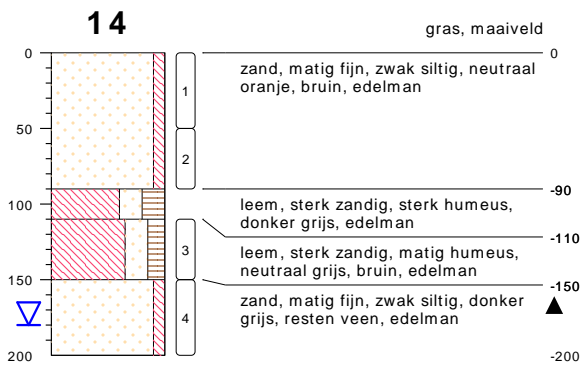 14
gras, maaiveld
0
0
zand, matig fijn, zwak siltig, neutraal
oranje, bruin, edelman
1
50
2
-90
100
leem, sterk zandig, sterk humeus,
donker grijs, edelman
-110
3
leem, sterk zandig, matig humeus,
neutraal grijs, bruin, edelman
150
-150
zand, matig fijn, zwak siltig, donker
grijs, resten veen, edelman
4
200
-200